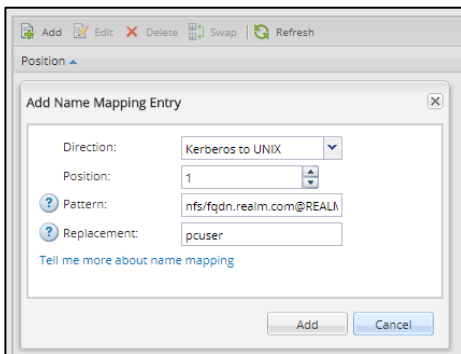 Add Edit Delete Swap Refresh
Position
Add Name Mapping Entry
Direction: Kerberos to UNIX
Position: 1
Pattern: nfs/fqdn.realm.com@REALM
Replacement: pcuser
Tell me more about name mapping
Add Cancel